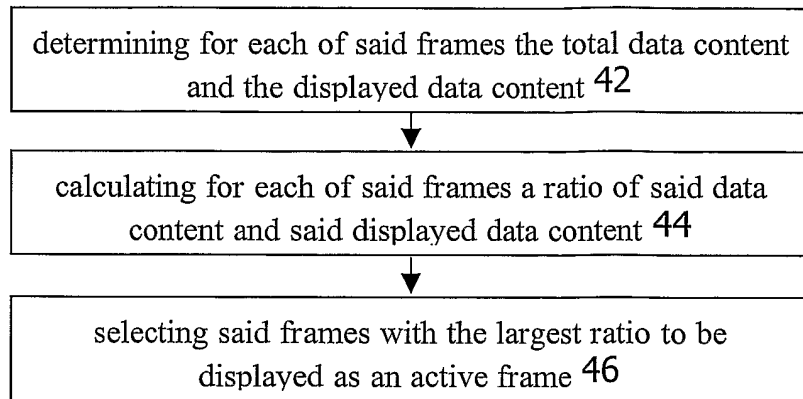 determining for each of said frames the total data content
and the displayed data content 42
calculating for each of said frames a ratio of said data
content and said displayed data content 44
selecting said frames with the largest ratio to be
displayed as an active frame 46